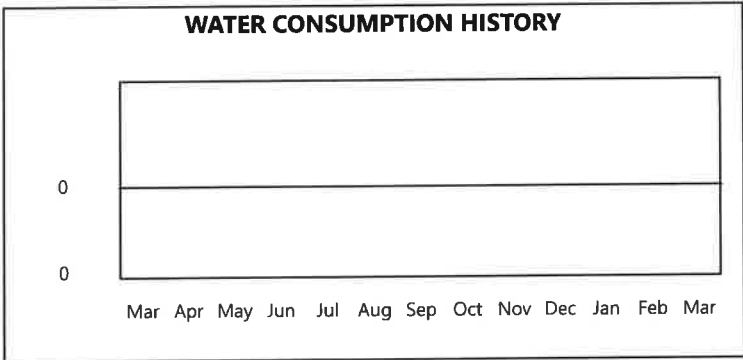 WATER CONSUMPTION HISTORY
0
0
Mar Apr May Jun Jul Aug Sep Oct Nov Dec Jan Feb Mar